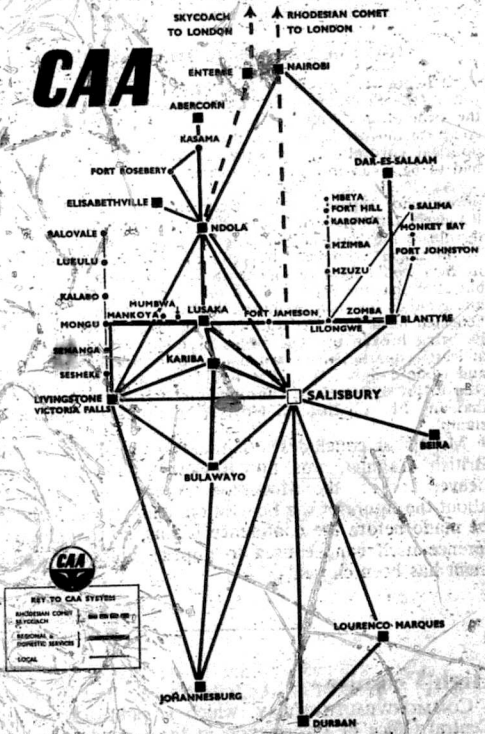 SKYCOACH
TO LONDON
RHODESIAN COMET
TO LONDON
CAA
ENTEBBE
NAIROBI
ABERCORN
KASAMA
DAR-ES-SALAAM
FORT ROSEBERY
ELISABETHVILLE
MBEYA
FORT HILL
SALIMA
KARONGA
MONKEY BAY
NDOLA
BALOVALE
MZIMBA
FORT JOHNSTON
LUKULU
MZUZU
KALABO
MUMBWA
LUSAKA
FORT JAMESON
ZOMBA
MANKOYA
BLANTYRE
MONGU
LILONGWE
SENANGA
KARIBA
SESHEKE
SALISBURY
LIVINGSTONE
VICTORIA FALLS
BEIRA
BULAWAYO
CAA
KEY TO CAA SYSTEM
RHODESIAN COMET
SKYCOACH
REGIONAL &
DOMESTIC SERVICES
LOCAL
LOURENCO-MARQUES
JOHANNESBURG
DURBAN